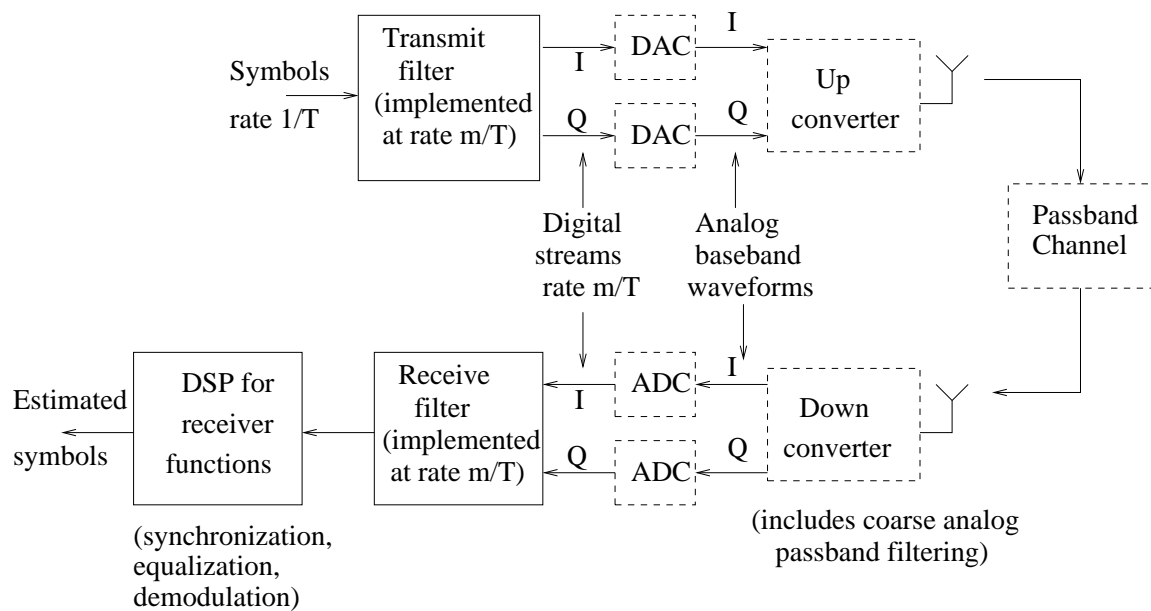 Symbols
rate 1/T
Transmit
filter
(implemented
at rate m/T)
I
Q
DAC
DAC
I
Q
Up
converter
Passband
Channel
Digital
streams
rate m/T
Analog
baseband
waveforms
Estimated
symbols
DSP for
receiver
functions
(synchronization,
equalization,
demodulation)
Receive
filter
(implemented
at rate m/T)
I
Q
ADC
ADC
I
Q
Down
converter
(includes coarse analog
passband filtering)